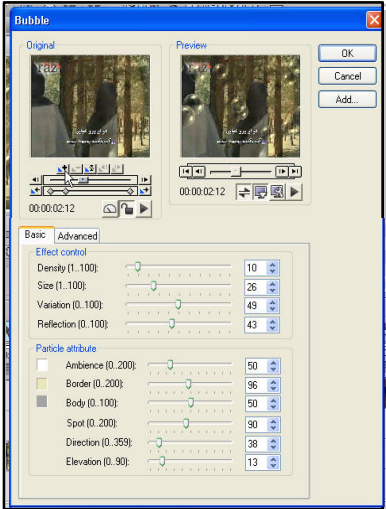 Bubble
Original
Preview
OK
Cancel
Add...
00:00:02:12
00:00:02:12
Basic
Advanced
Effect control
Density (1..100):
10
Size (1..100):
26
Variation (0..100):
49
Reflection (0..100):
43
Particle attribute
Ambience (0..200):
50
Border (0..200):
96
Body (0..100):
50
Spot (0..200):
90
Direction (0..359):
38
Elevation (0..90):
13